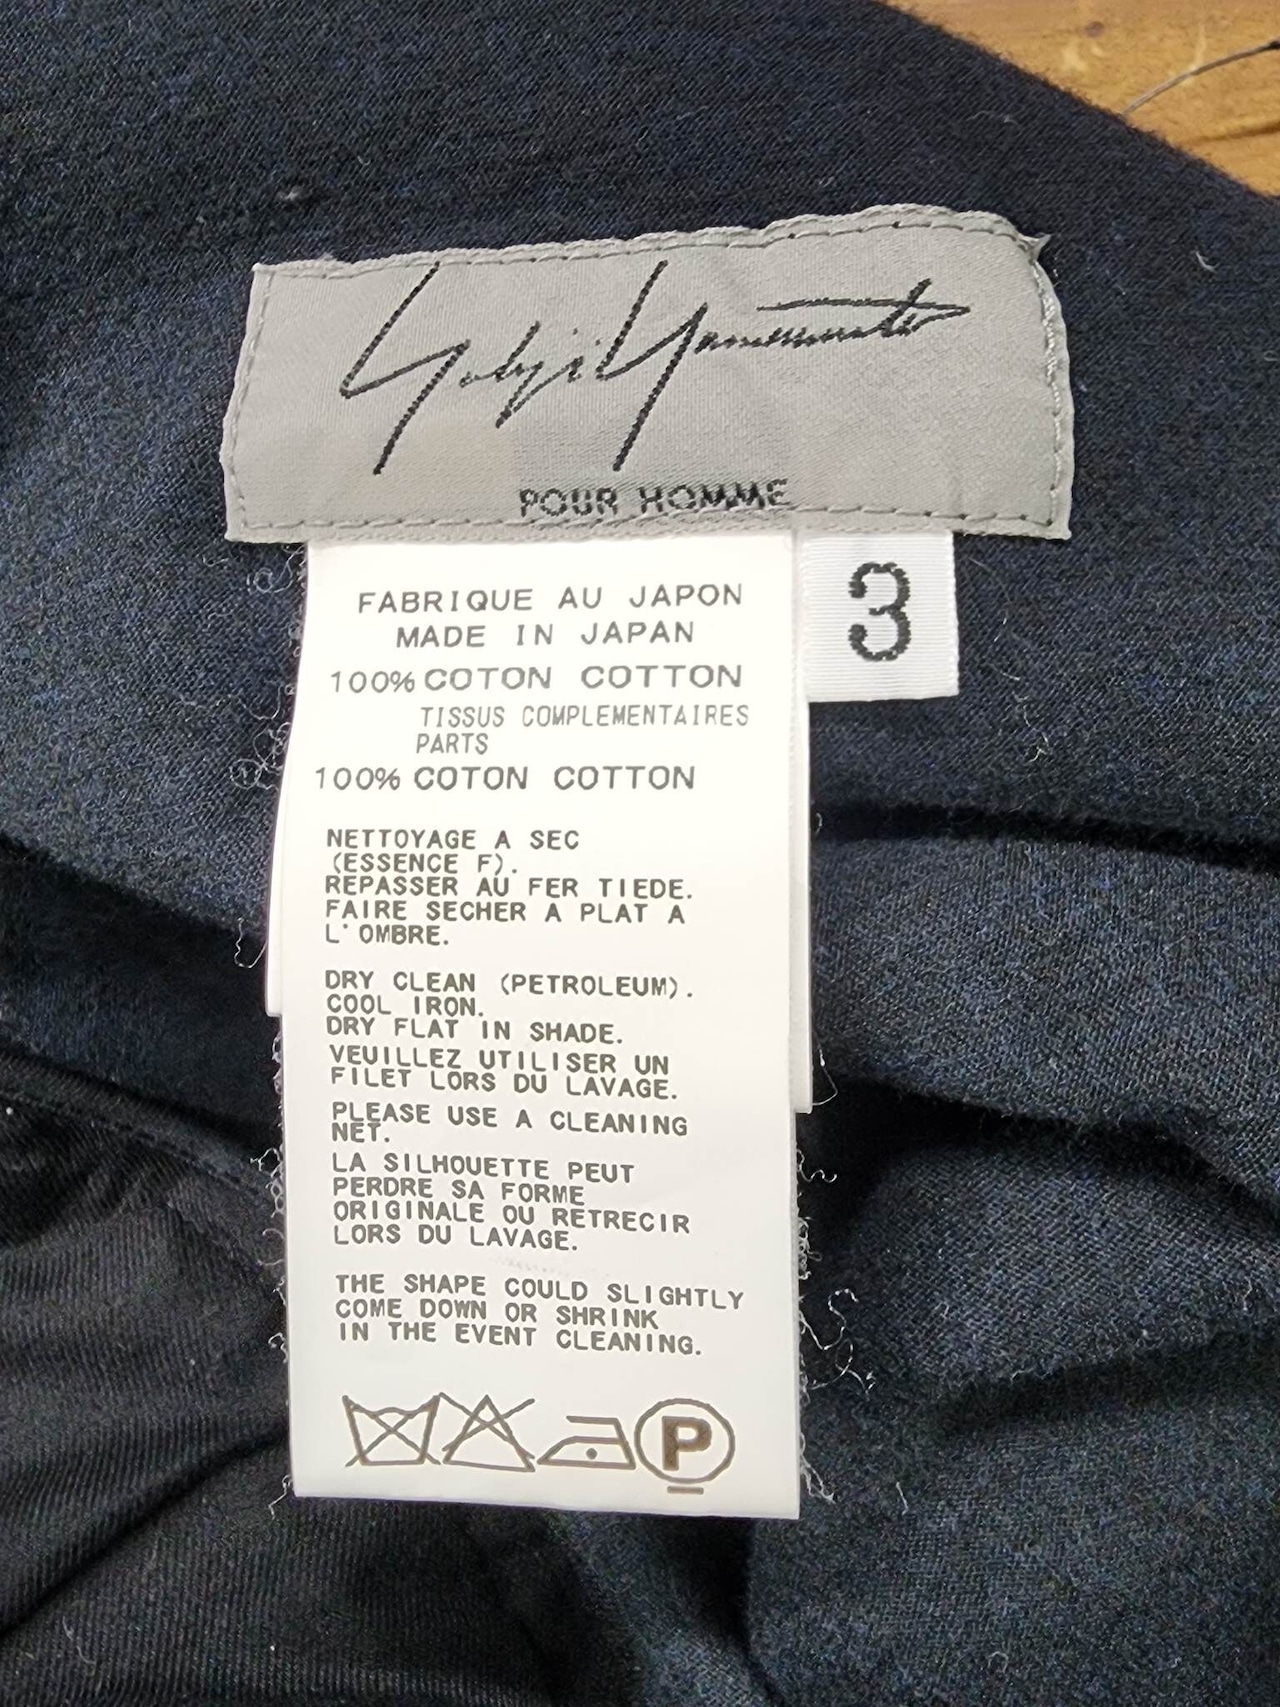 Yohji Yamamoto
POUR HOMME
3
FABRIQUE AU JAPON
MADE IN JAPAN
100% COTON COTTON
TISSUS COMPLEMENTAIRES
PARTS
100% COTON COTTON
NETTOYAGE A SEC
(ESSENCE F).
REPASSER AU FER TIEDE.
FAIRE SECHER A PLAT A
L'OMBRE.
DRY CLEAN (PETROLEUM).
COOL IRON.
DRY FLAT IN SHADE.
VEUILLEZ UTILISER UN
FILET LORS DU LAVAGE.
PLEASE USE A CLEANING
NET.
LA SILHOUETTE PEUT
PERDRE SA FORME
ORIGINALE OU RETRECIR
LORS DU LAVAGE.
THE SHAPE COULD SLIGHTLY
COME DOWN OR SHRINK
IN THE EVENT CLEANING.
P